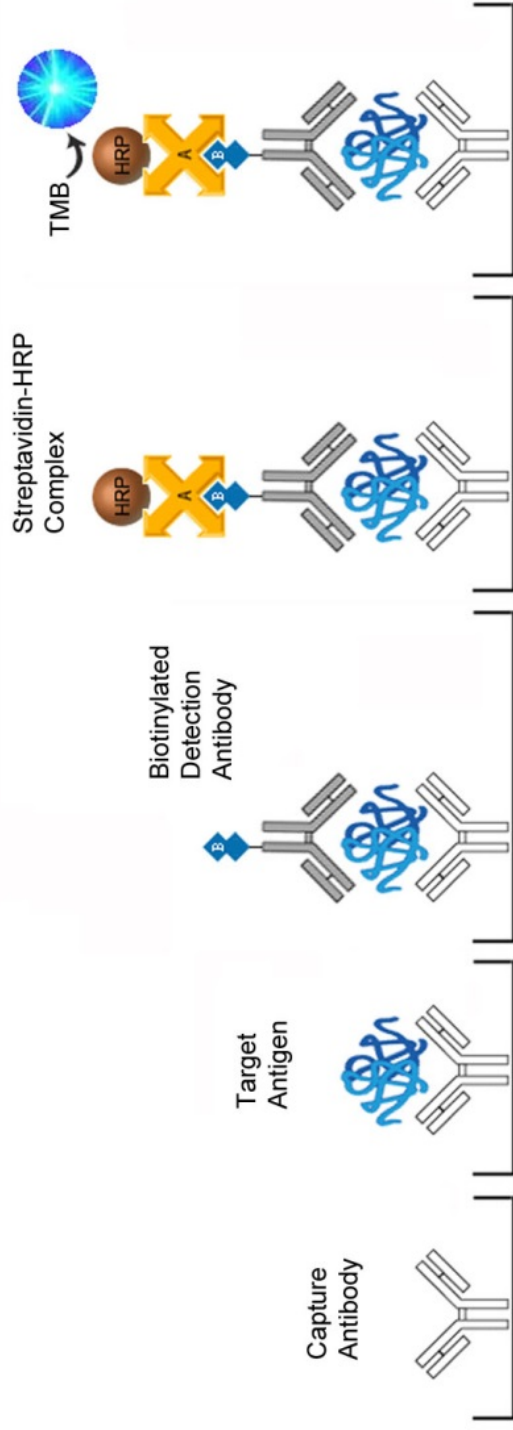 Capture
Antibody
Target
Antigen
B
Biotinylated
Detection
Antibody
Streptavidin-HRP
Complex
HRP
A
B
TMB
HRP
A
B